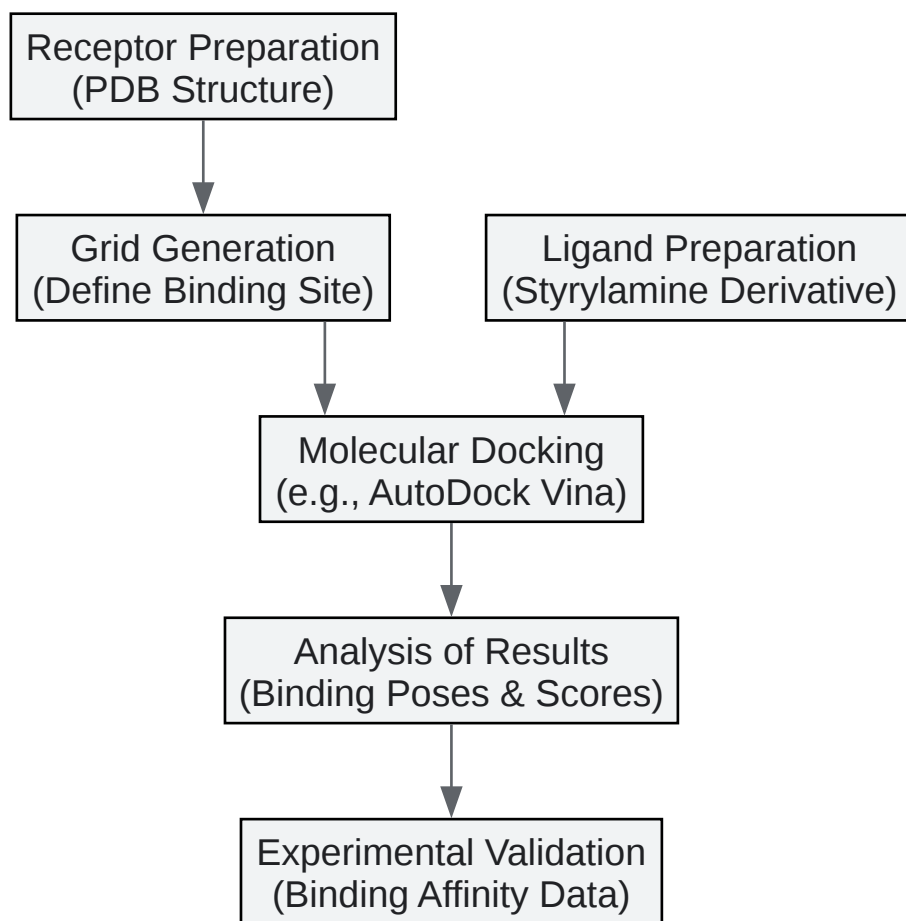 Receptor Preparation
(PDB Structure)
Grid Generation
(Define Binding Site)
Ligand Preparation
(Styrylamine Derivative)
Molecular Docking
(e.g., AutoDock Vina)
Analysis of Results
(Binding Poses & Scores)
Experimental Validation
(Binding Affinity Data)